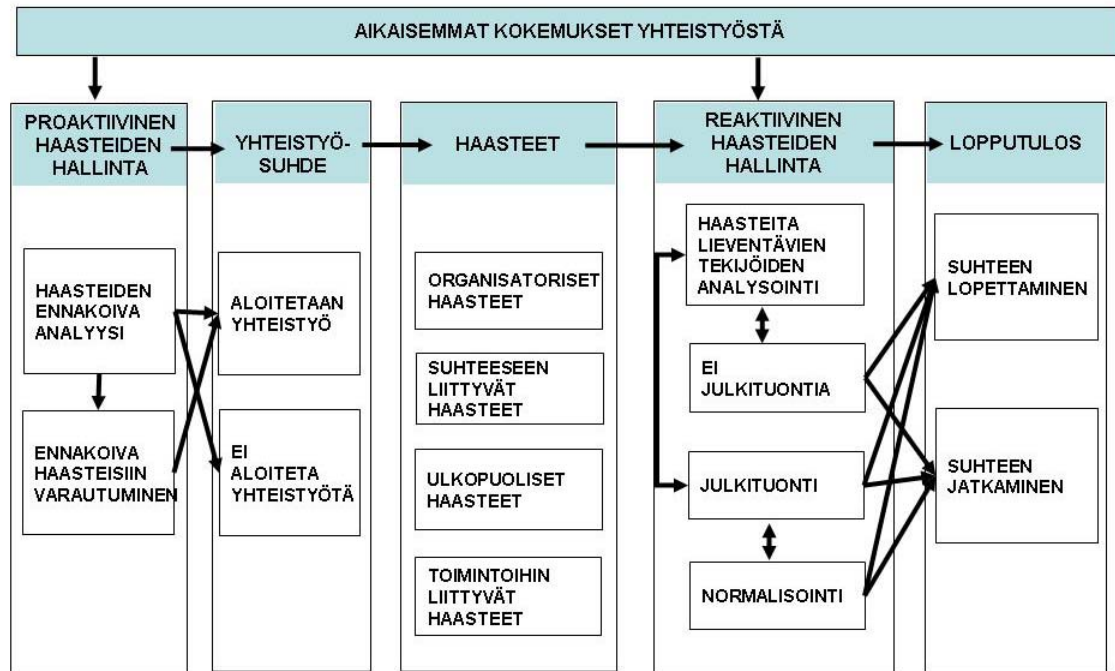 AIKAISEMMAT KOKEMUKSET YHTEISTYÖSTÄ
PROAKTIIVINEN
HAASTEIDEN
HALLINTA
YHTEISTYÖ-
SUHDE
HAASTEET
REAKTIIVINEN
HAASTEIDEN
HALLINTA
LOPPUTULOS
HAASTEIDEN
ENNAKOIVA
ANALYYSI
ENNAKOIVA
HAASTEISIIN
VARAUTUMINEN
ALOITETAAN
YHTEISTYÖ
EI
ALOITETA
YHTEISTYÖTÄ
ORGANISATORISET
HAASTEET
SUHTEESEEN
LIITTYVÄT
HAASTEET
ULKOPUOLISET
HAASTEET
TOIMINTOIHIN
LIITTYVÄT
HAASTEET
HAASTEITA
LIEVENTÄVIEN
TEKIJÖIDEN
ANALYSOINTI
EI
JULKITUONTIA
JULKITUONTI
NORMALISOINTI
SUHTEEN
LOPETTAMINEN
SUHTEEN
JATKAMINEN